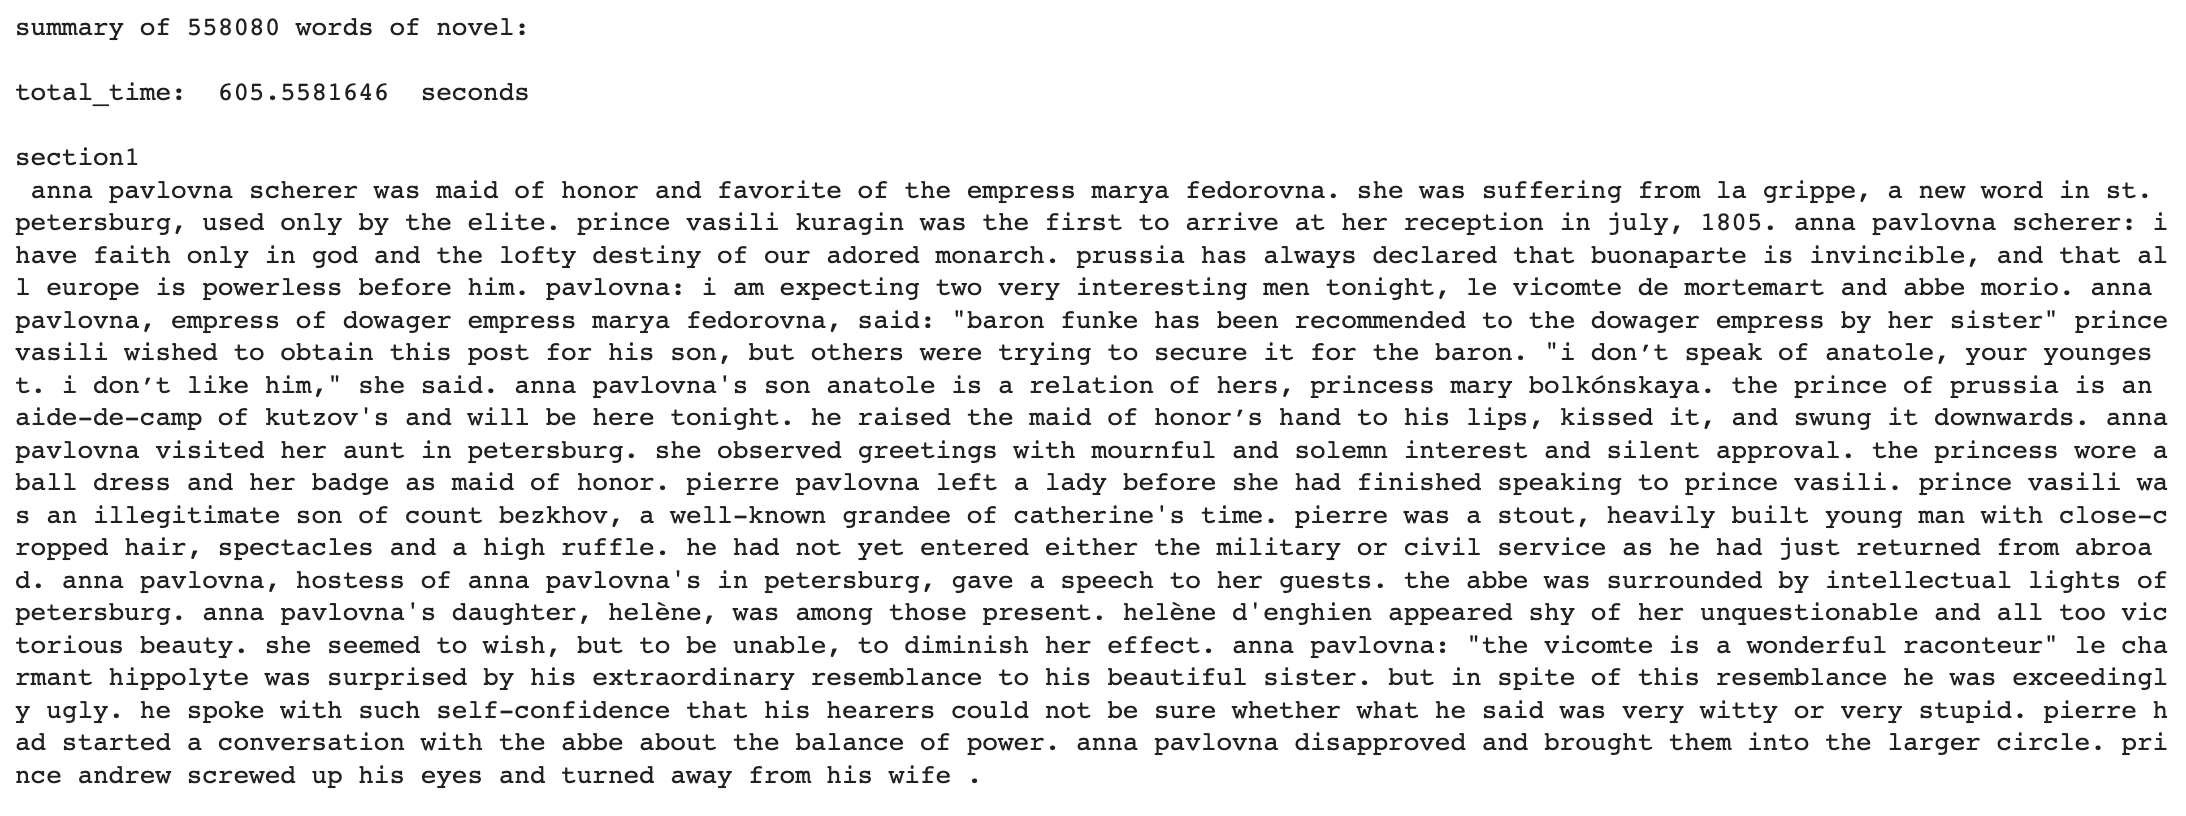 summary of 558080 words of novel:
total_time:  605.5581646  seconds
section1
anna pavlovna scherer was maid of honor and favorite of the empress marya fedorovna. she was suffering from la grippe, a new word in st.
petersburg, used only by the elite. prince vasili kuragin was the first to arrive at her reception in july, 1805. anna pavlovna scherer: i
have faith only in god and the lofty destiny of our adored monarch. prussia has always declared that buonaparte is invincible, and that al
l europe is powerless before him. pavlovna: i am expecting two very interesting men tonight, le vicomte de mortemart and abbe morio. anna
pavlovna, empress of dowager empress marya fedorovna, said: "baron funke has been recommended to the dowager empress by her sister" prince
vasili wished to obtain this post for his son, but others were trying to secure it for the baron. "i don’t speak of anatole, your younges
t. i don’t like him," she said. anna pavlovna's son anatole is a relation of hers, princess mary bolkónskaya. the prince of prussia is an
aide-de-camp of kutzov's and will be here tonight. he raised the maid of honor’s hand to his lips, kissed it, and swung it downwards. anna
pavlovna visited her aunt in petersburg. she observed greetings with mournful and solemn interest and silent approval. the princess wore a
ball dress and her badge as maid of honor. pierre pavlovna left a lady before she had finished speaking to prince vasili. prince vasili wa
s an illegitimate son of count bezkhov, a well-known grandee of catherine's time. pierre was a stout, heavily built young man with close-c
ropped hair, spectacles and a high ruffle. he had not yet entered either the military or civil service as he had just returned from abroa
d. anna pavlovna, hostess of anna pavlovna's in petersburg, gave a speech to her guests. the abbe was surrounded by intellectual lights of
petersburg. anna pavlovna's daughter, helène, was among those present. helène d'enghien appeared shy of her unquestionable and all too vic
torious beauty. she seemed to wish, but to be unable, to diminish her effect. anna pavlovna: "the vicomte is a wonderful raconteur" le cha
rmant hippolyte was surprised by his extraordinary resemblance to his beautiful sister. but in spite of this resemblance he was exceedingl
y ugly. he spoke with such self-confidence that his hearers could not be sure whether what he said was very witty or very stupid. pierre h
ad started a conversation with the abbe about the balance of power. anna pavlovna disapproved and brought them into the larger circle. pri
nce andrew screwed up his eyes and turned away from his wife .